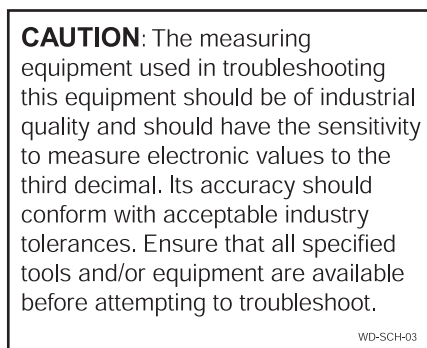 CAUTION: The measuring
equipment used in troubleshooting
this equipment should be of industrial
quality and should have the sensitivity
to measure electronic values to the
third decimal. Its accuracy should
conform with acceptable industry
tolerances. Ensure that all specified
tools and/or equipment are available
before attempting to troubleshoot.
WD-SCH-03